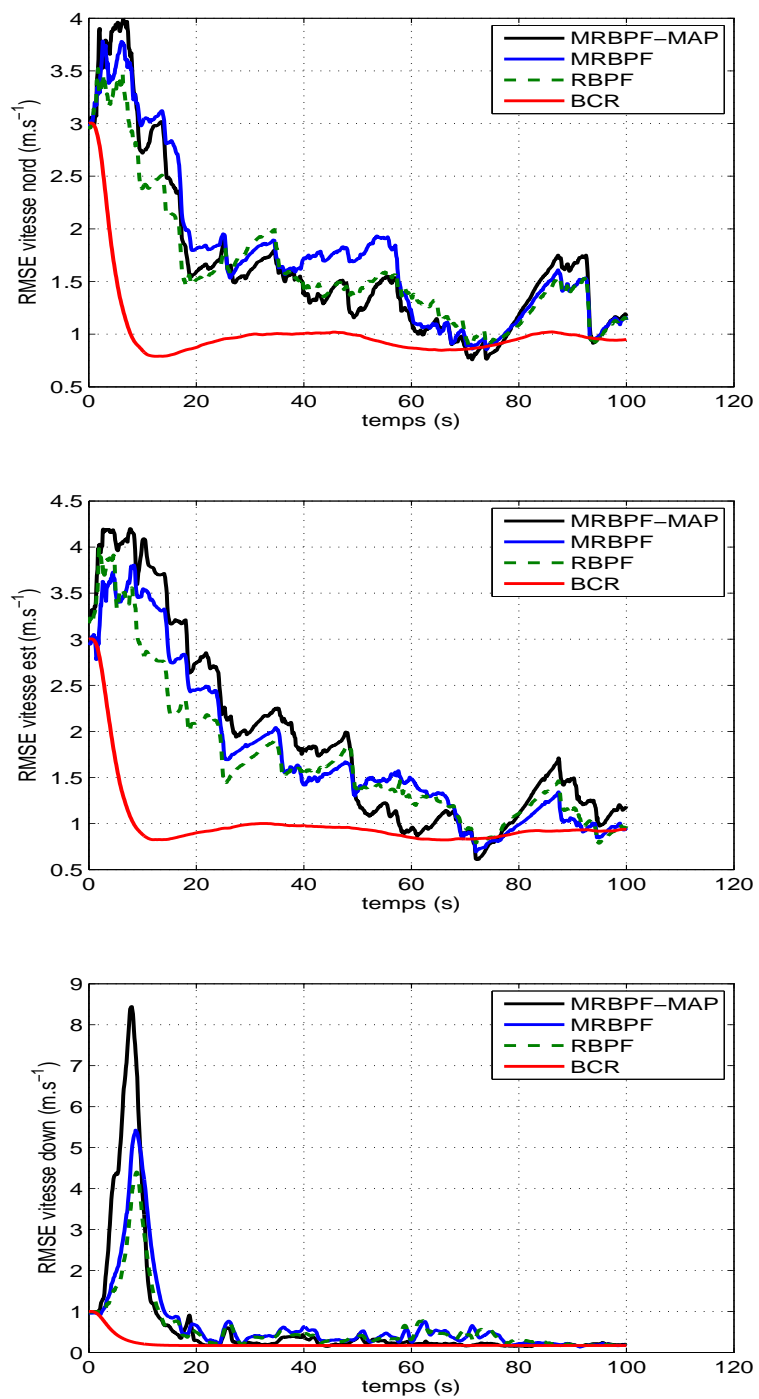 4
3.5
3
2.5
2
1.5
1
0.5
RMSE vitesse nord (m.s⁻¹)
MRBPF−MAP
MRBPF
RBPF
BCR
0 20 40 60 80 100 120
temps (s)
4.5
4
3.5
3
2.5
2
1.5
1
0.5
RMSE vitesse est (m.s⁻¹)
MRBPF−MAP
MRBPF
RBPF
BCR
0 20 40 60 80 100 120
temps (s)
9
8
7
6
5
4
3
2
1
0
RMSE vitesse down (m.s⁻¹)
MRBPF−MAP
MRBPF
RBPF
BCR
0 20 40 60 80 100 120
temps (s)